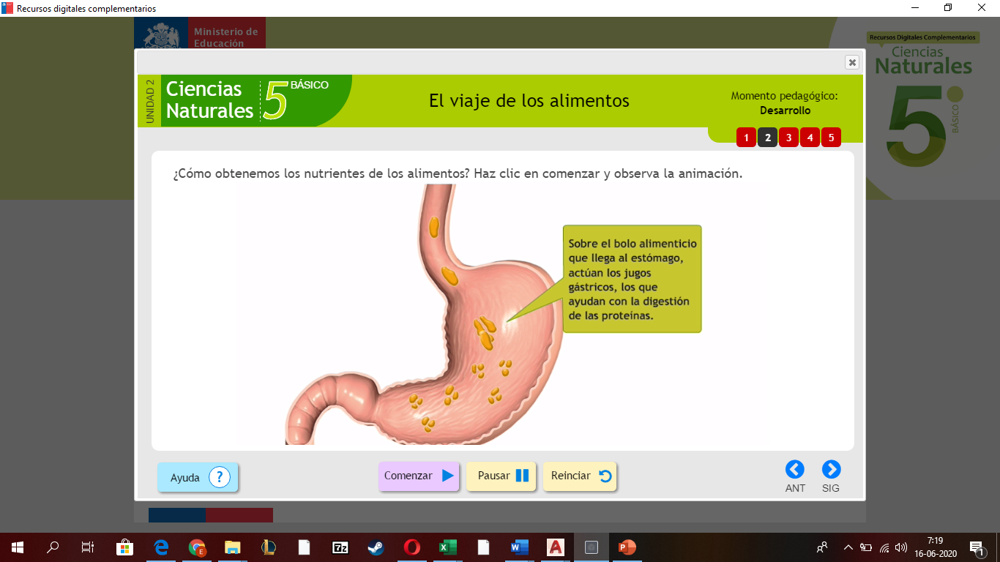 Recursos digitales complementarios
Ministerio de
Educación
Recursos Digitales Complementarios
Ciencias
Naturales
5
BÁSICO
UNIDAD 2
Ciencias
Naturales
5 BÁSICO
El viaje de los alimentos
Momento pedagógico:
Desarrollo
1 2 3 4 5
¿Cómo obtenemos los nutrientes de los alimentos? Haz clic en comenzar y observa la animación.
Sobre el bolo alimenticio
que llega al estómago,
actúan los jugos
gástricos, los que
ayudan con la digestión
de las proteínas.
Ayuda ?
Comenzar
Pausar
Reinciar
ANT
SIG
E
7z
7:19
16-06-2020
1